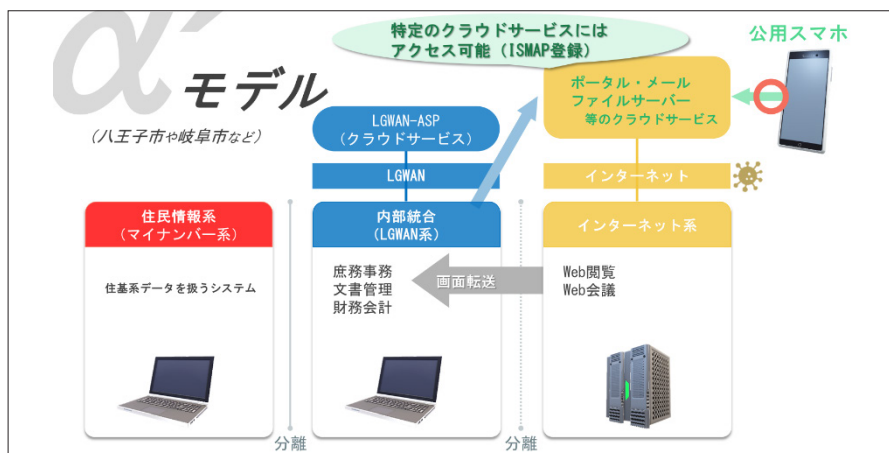 α'
モデル
(八王子市や岐阜市など)
特定のクラウドサービスには
アクセス可能(ISMAP登録)
公用スマホ
ポータル・メール
ファイルサーバー
等のクラウドサービス
LGWAN-ASP
(クラウドサービス)
LGWAN
インターネット
住民情報系
(マイナンバー系)
内部統合
(LGWAN系)
インターネット系
住基系データを扱うシステム
庶務事務
文書管理
財務会計
画面転送
Web閲覧
Web会議
分離
分離